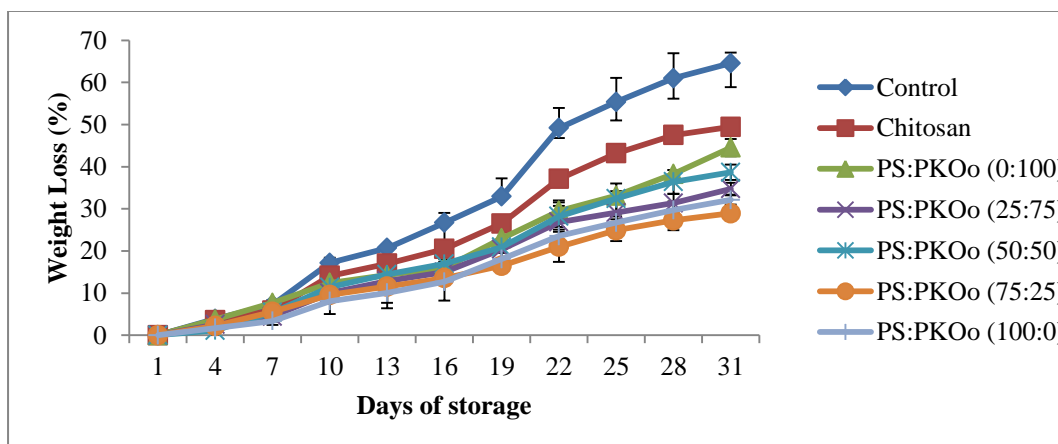 Weight Loss (%)
70
60
50
40
30
20
10
0
1 4 7 10 13 16 19 22 25 28 31
Days of storage
Control
Chitosan
PS:PKOo (0:100)
PS:PKOo (25:75)
PS:PKOo (50:50)
PS:PKOo (75:25)
PS:PKOo (100:0)